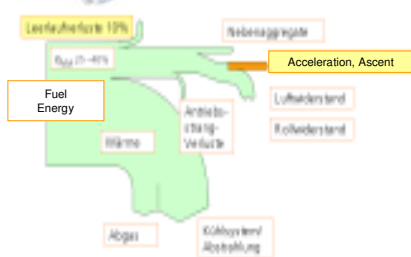 Leerlaufverluste 10%
Nebenaggregate
Acceleration, Ascent
Fuel
Energy
Luftwiderstand
Antriebs-
strang-
Verluste
Rollwiderstand
Wärme
Abgas
Kühlsystem/
Abstrahlung